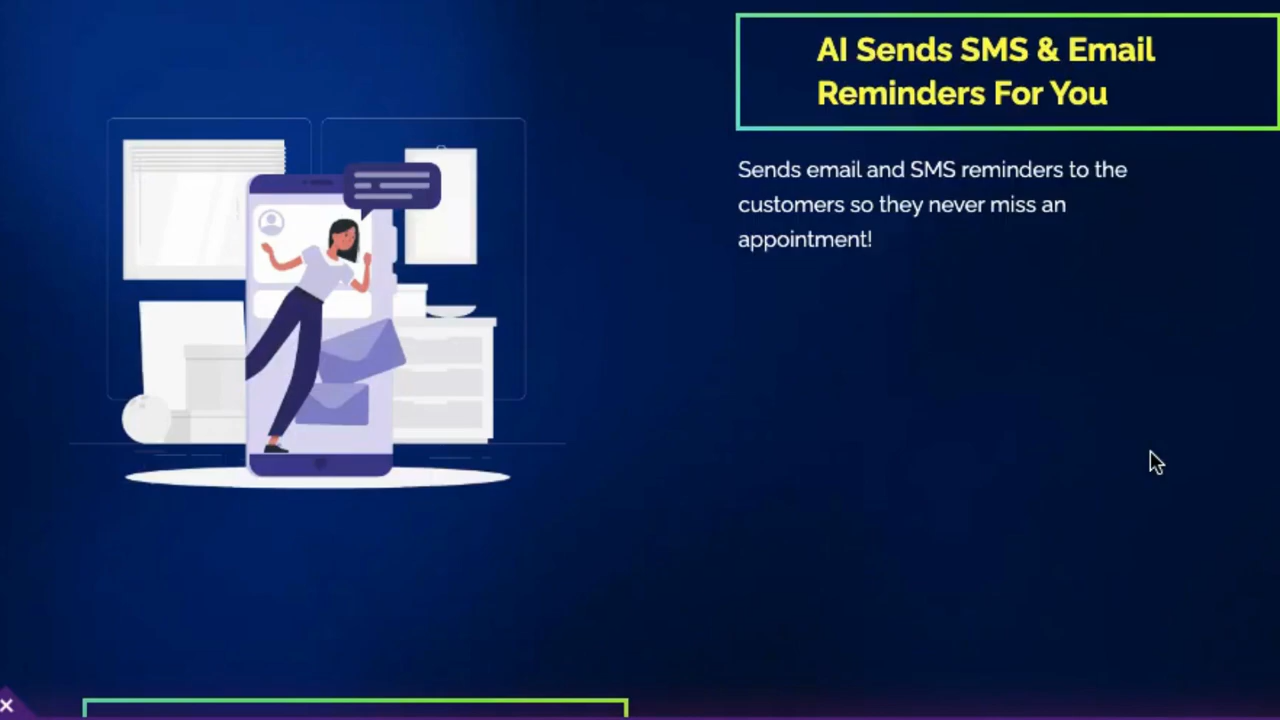 AI Sends SMS & Email
Reminders For You
Sends email and SMS reminders to the
customers so they never miss an
appointment!